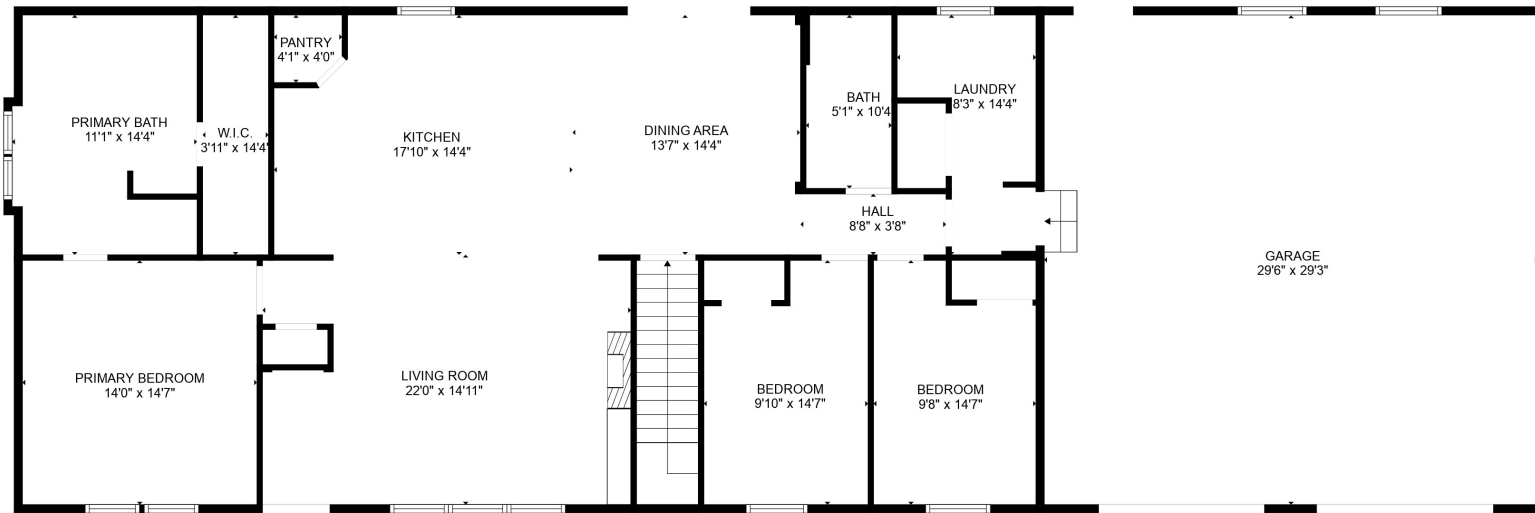 PANTRY
4'1" x 4'0"
PRIMARY BATH
11'1" x 14'4"
W.I.C.
3'11" x 14'4"
KITCHEN
17'10" x 14'4"
DINING AREA
13'7" x 14'4"
BATH
5'1" x 10'4
LAUNDRY
8'3" x 14'4"
HALL
8'8" x 3'8"
GARAGE
29'6" x 29'3"
PRIMARY BEDROOM
14'0" x 14'7"
LIVING ROOM
22'0" x 14'11"
BEDROOM
9'10" x 14'7"
BEDROOM
9'8" x 14'7"